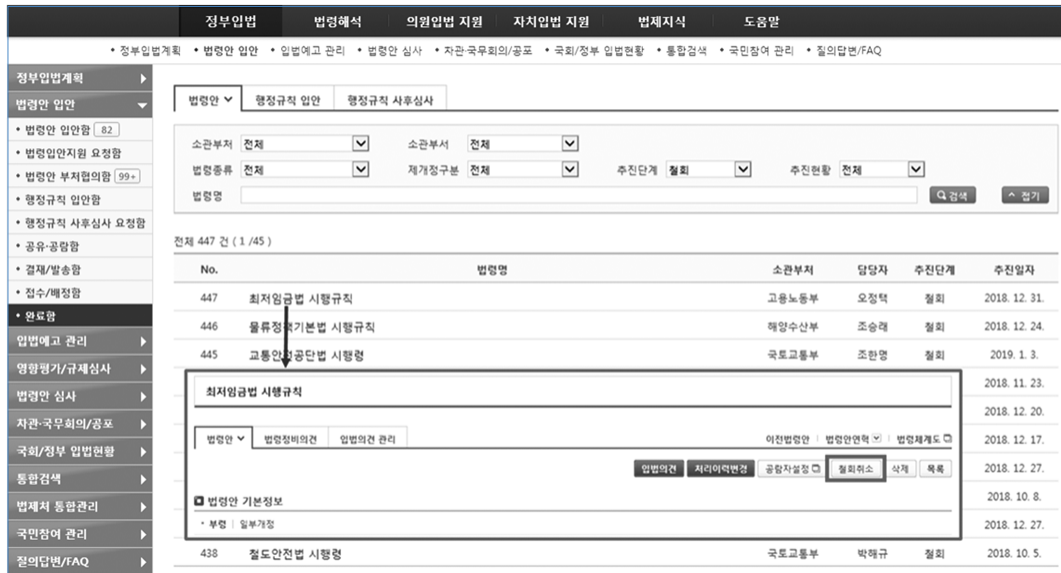 정부입법 법령해석 의원입법 지원 자치입법 지원 법제지식 도움말
• 정부입법계획 • 법령안 입안 • 입법예고 관리 • 법령안 심사 • 차관·국무회의/공포 • 국회/정부 입법현황 • 통합검색 • 국민참여 관리 • 질의답변/FAQ
정부입법계획
법령안 입안
• 법령안 입안함 82
• 법령입안지원 요청함
• 법령안 부처협의함 99+
• 행정규칙 입안함
• 행정규칙 사후심사 요청함
• 공유·공람함
• 결재/발송함
• 접수/배정함
• 완료함
입법예고 관리
영향평가/규제심사
법령안 심사
차관·국무회의/공포
국회/정부 입법현황
통합검색
법제처 통합관리
국민참여 관리
질의답변/FAQ
법령안 행정규칙 입안 행정규칙 사후심사
소관부처 전체 소관부서 전체
법령종류 전체 제개정구분 전체 추진단계 철회 추진현황 전체
법령명 검색 접기
전체 447 건 ( 1 /45 )
No. 법령명 소관부처 담당자 추진단계 추진일자
447 최저임금법 시행규칙 고용노동부 오정택 철회 2018. 12. 31.
446 물류정책기본법 시행규칙 해양수산부 조승래 철회 2018. 12. 24.
445 교통안전공단법 시행령 국토교통부 조한명 철회 2019. 1. 3.
2018. 11. 23.
2018. 12. 20.
2018. 12. 17.
2018. 12. 27.
2018. 10. 8.
2018. 12. 27.
최저임금법 시행규칙
법령안 법령정비의견 입법의견 관리 이전법령안 법령안연혁 법령체계도
입법의견 처리이력변경 공람자설정 철회취소 삭제 목록
법령안 기본정보
• 부령 | 일부개정
438 철도안전법 시행령 국토교통부 박해규 철회 2018. 10. 5.